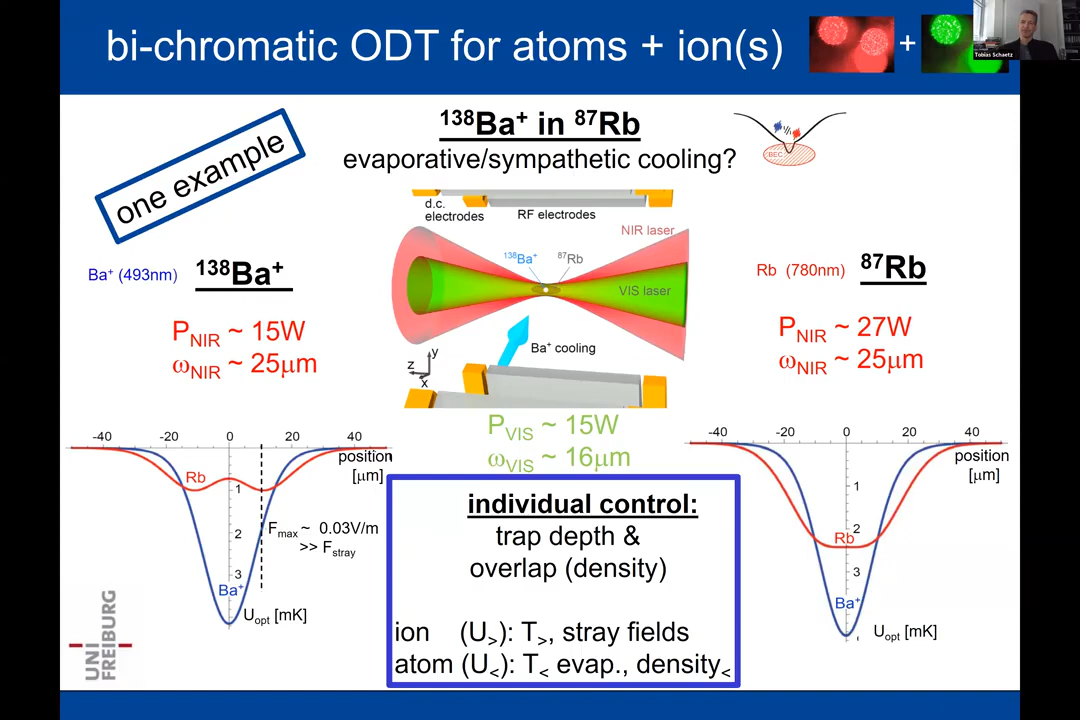 bi-chromatic ODT for atoms + ion(s)
+
Tobias Schaetz
one example
¹³⁸Ba⁺ in ⁸⁷Rb
evaporative/sympathetic cooling?
BEC
d.c.
electrodes
RF electrodes
NIR laser
¹³⁸Ba⁺
⁸⁷Rb
VIS laser
Ba⁺ cooling
y
z
x
Ba⁺ (493nm)
¹³⁸Ba⁺
P_NIR ~ 15W
ω_NIR ~ 25μm
Rb (780nm)
⁸⁷Rb
P_NIR ~ 27W
ω_NIR ~ 25μm
P_VIS ~ 15W
ω_VIS ~ 16μm
-40 -20 0 20 40
position
[μm]
Rb
1
2
3
F_max ~ 0.03V/m
>> F_stray
Ba⁺
U_opt [mK]
individual control:
trap depth &
overlap (density)
ion (U_>): T_>, stray fields
atom (U_<): T_< evap., density_<
-40 -20 0 20 40
position
[μm]
1
2
Rb
3
Ba⁺
U_opt [mK]
UNI
FREIBURG